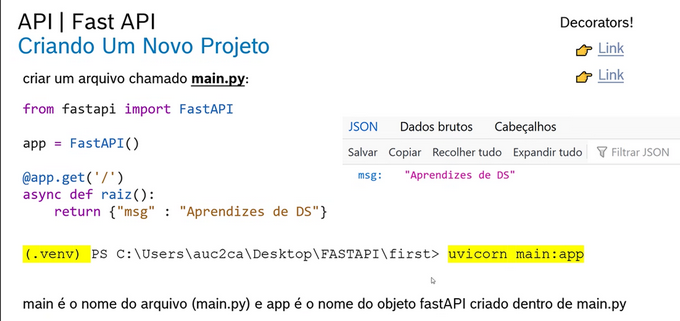 API | Fast API
Criando Um Novo Projeto
Decorators!
Link
Link
criar um arquivo chamado main.py:
from fastapi import FastAPI
app = FastAPI()
@app.get('/')
async def raiz():
    return {"msg" : "Aprendizes de DS"}
JSON Dados brutos Cabeçalhos
Salvar Copiar Recolher tudo Expandir tudo Filtrar JSON
msg: "Aprendizes de DS"
(.venv) PS C:\Users\auc2ca\Desktop\FASTAPI\first> uvicorn main:app
main é o nome do arquivo (main.py) e app é o nome do objeto fastAPI criado dentro de main.py